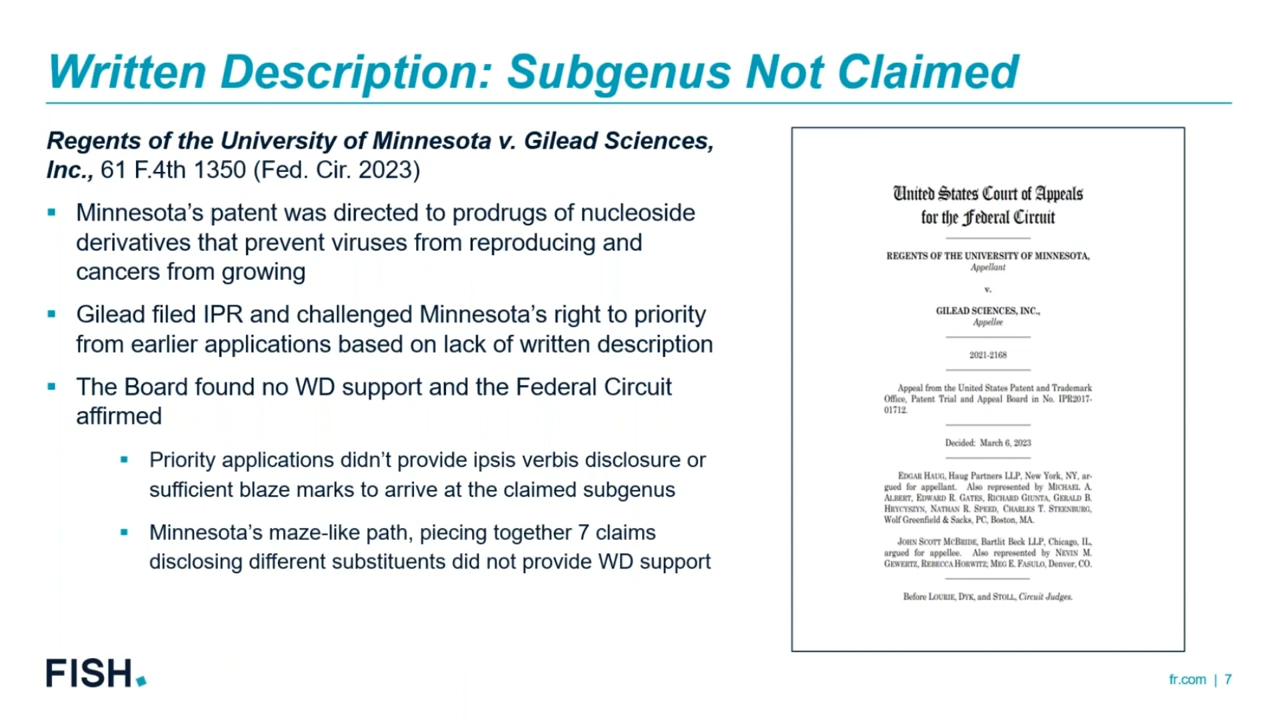 Written Description: Subgenus Not Claimed
Regents of the University of Minnesota v. Gilead Sciences,
Inc., 61 F.4th 1350 (Fed. Cir. 2023)
▪ Minnesota’s patent was directed to prodrugs of nucleoside
derivatives that prevent viruses from reproducing and
cancers from growing
▪ Gilead filed IPR and challenged Minnesota’s right to priority
from earlier applications based on lack of written description
▪ The Board found no WD support and the Federal Circuit
affirmed
▪ Priority applications didn’t provide ipsis verbis disclosure or
sufficient blaze marks to arrive at the claimed subgenus
▪ Minnesota’s maze-like path, piecing together 7 claims
disclosing different substituents did not provide WD support
United States Court of Appeals
for the Federal Circuit
REGENTS OF THE UNIVERSITY OF MINNESOTA,
Appellant
v.
GILEAD SCIENCES, INC.,
Appellee
2021-2168
Appeal from the United States Patent and Trademark
Office, Patent Trial and Appeal Board in No. IPR2017-
01712.
Decided: March 6, 2023
EDGAR HAUG, Haug Partners LLP, New York, NY, ar-
gued for appellant. Also represented by MICHAEL A.
ALBERT, EDWARD R. GATES, RICHARD GIUNTA, GERALD B.
HRYCYSZYN, NATHAN R. SPEED, CHARLES T. STEENBURG,
Wolf Greenfield & Sacks, PC, Boston, MA.
JOHN SCOTT MCBRIDE, Bartlit Beck LLP, Chicago, IL,
argued for appellee. Also represented by NEVIN M.
GEWERTZ, REBECCA HORWITZ; MEG E. FASULO, Denver, CO.
Before LOURIE, DYK, and STOLL, Circuit Judges.
FISH.
fr.com | 7